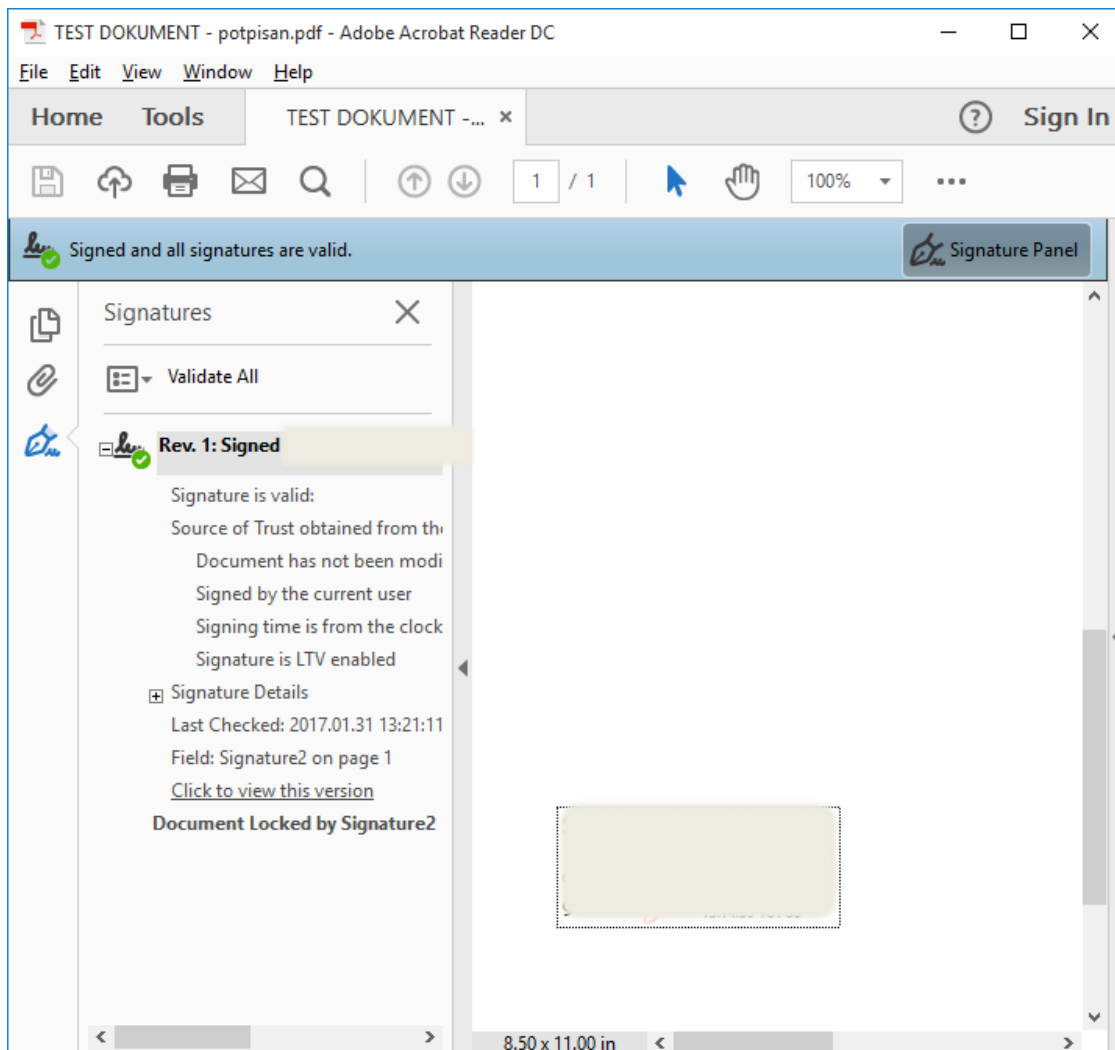 TEST DOKUMENT - potpisan.pdf - Adobe Acrobat Reader DC
File Edit View Window Help
Home Tools TEST DOKUMENT -... × ? Sign In
1 / 1 100%
Signed and all signatures are valid. Signature Panel
Signatures
Validate All
Rev. 1: Signed
Signature is valid:
Source of Trust obtained from the
Document has not been modi
Signed by the current user
Signing time is from the clock
Signature is LTV enabled
Signature Details
Last Checked: 2017.01.31 13:21:11
Field: Signature2 on page 1
Click to view this version
Document Locked by Signature2
8.50 x 11.00 in